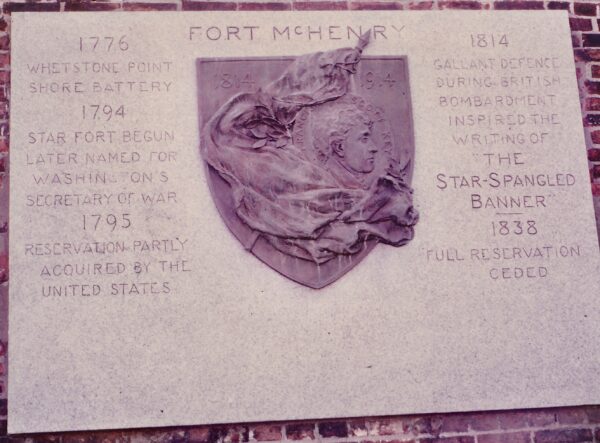 FORT McHENRY
1776
WHETSTONE POINT
SHORE BATTERY
1794
STAR FORT BEGUN
LATER NAMED FOR
WASHINGTON'S
SECRETARY OF WAR
1795
RESERVATION PARTLY
ACQUIRED BY THE
UNITED STATES
1814 1914
SCOTT KEY
1814
GALLANT DEFENCE
DURING BRITISH
BOMBARDMENT
INSPIRED THE
WRITING OF
"THE
STAR-SPANGLED
BANNER"
1838
FULL RESERVATION
CEDED